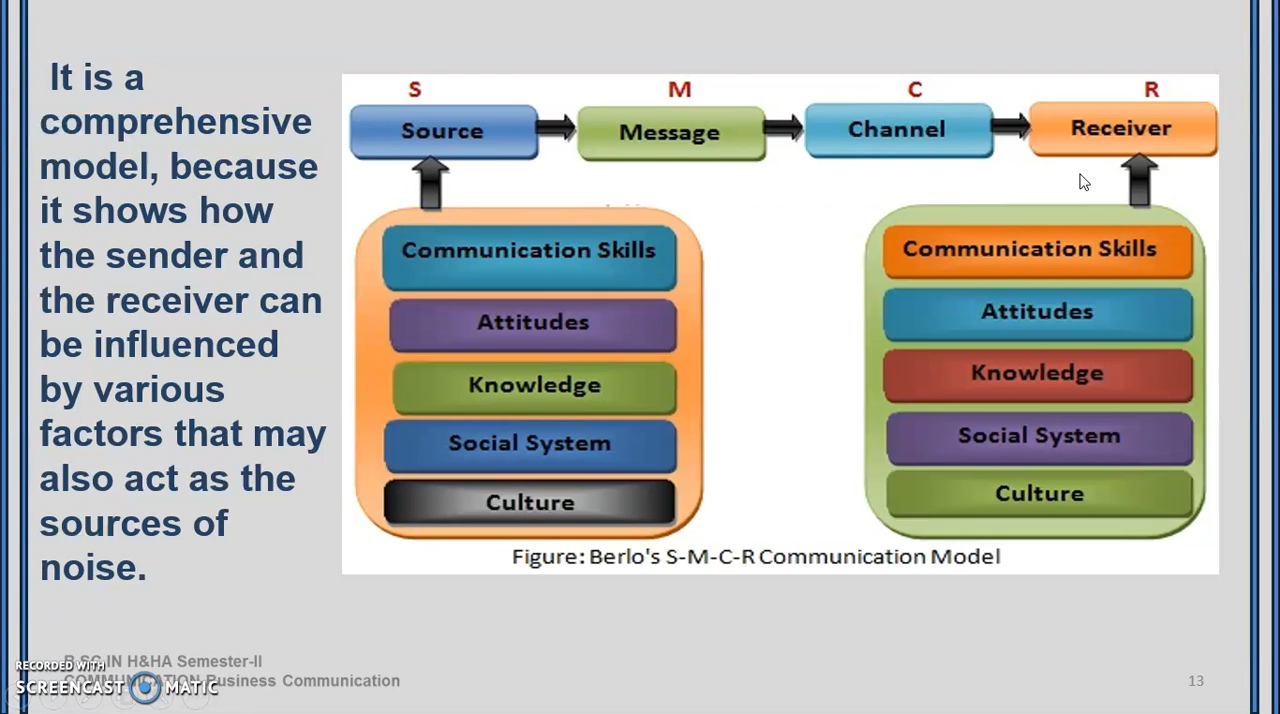 It is a
comprehensive
model, because
it shows how
the sender and
the receiver can
be influenced
by various
factors that may
also act as the
sources of
noise.
S M C R
Source Message Channel Receiver
Communication Skills
Attitudes
Knowledge
Social System
Culture
Communication Skills
Attitudes
Knowledge
Social System
Culture
Figure: Berlo's S-M-C-R Communication Model
B.SC IN H&HA Semester-II
COMMUNICATION Business Communication
13
RECORDED WITH
SCREENCAST MATIC